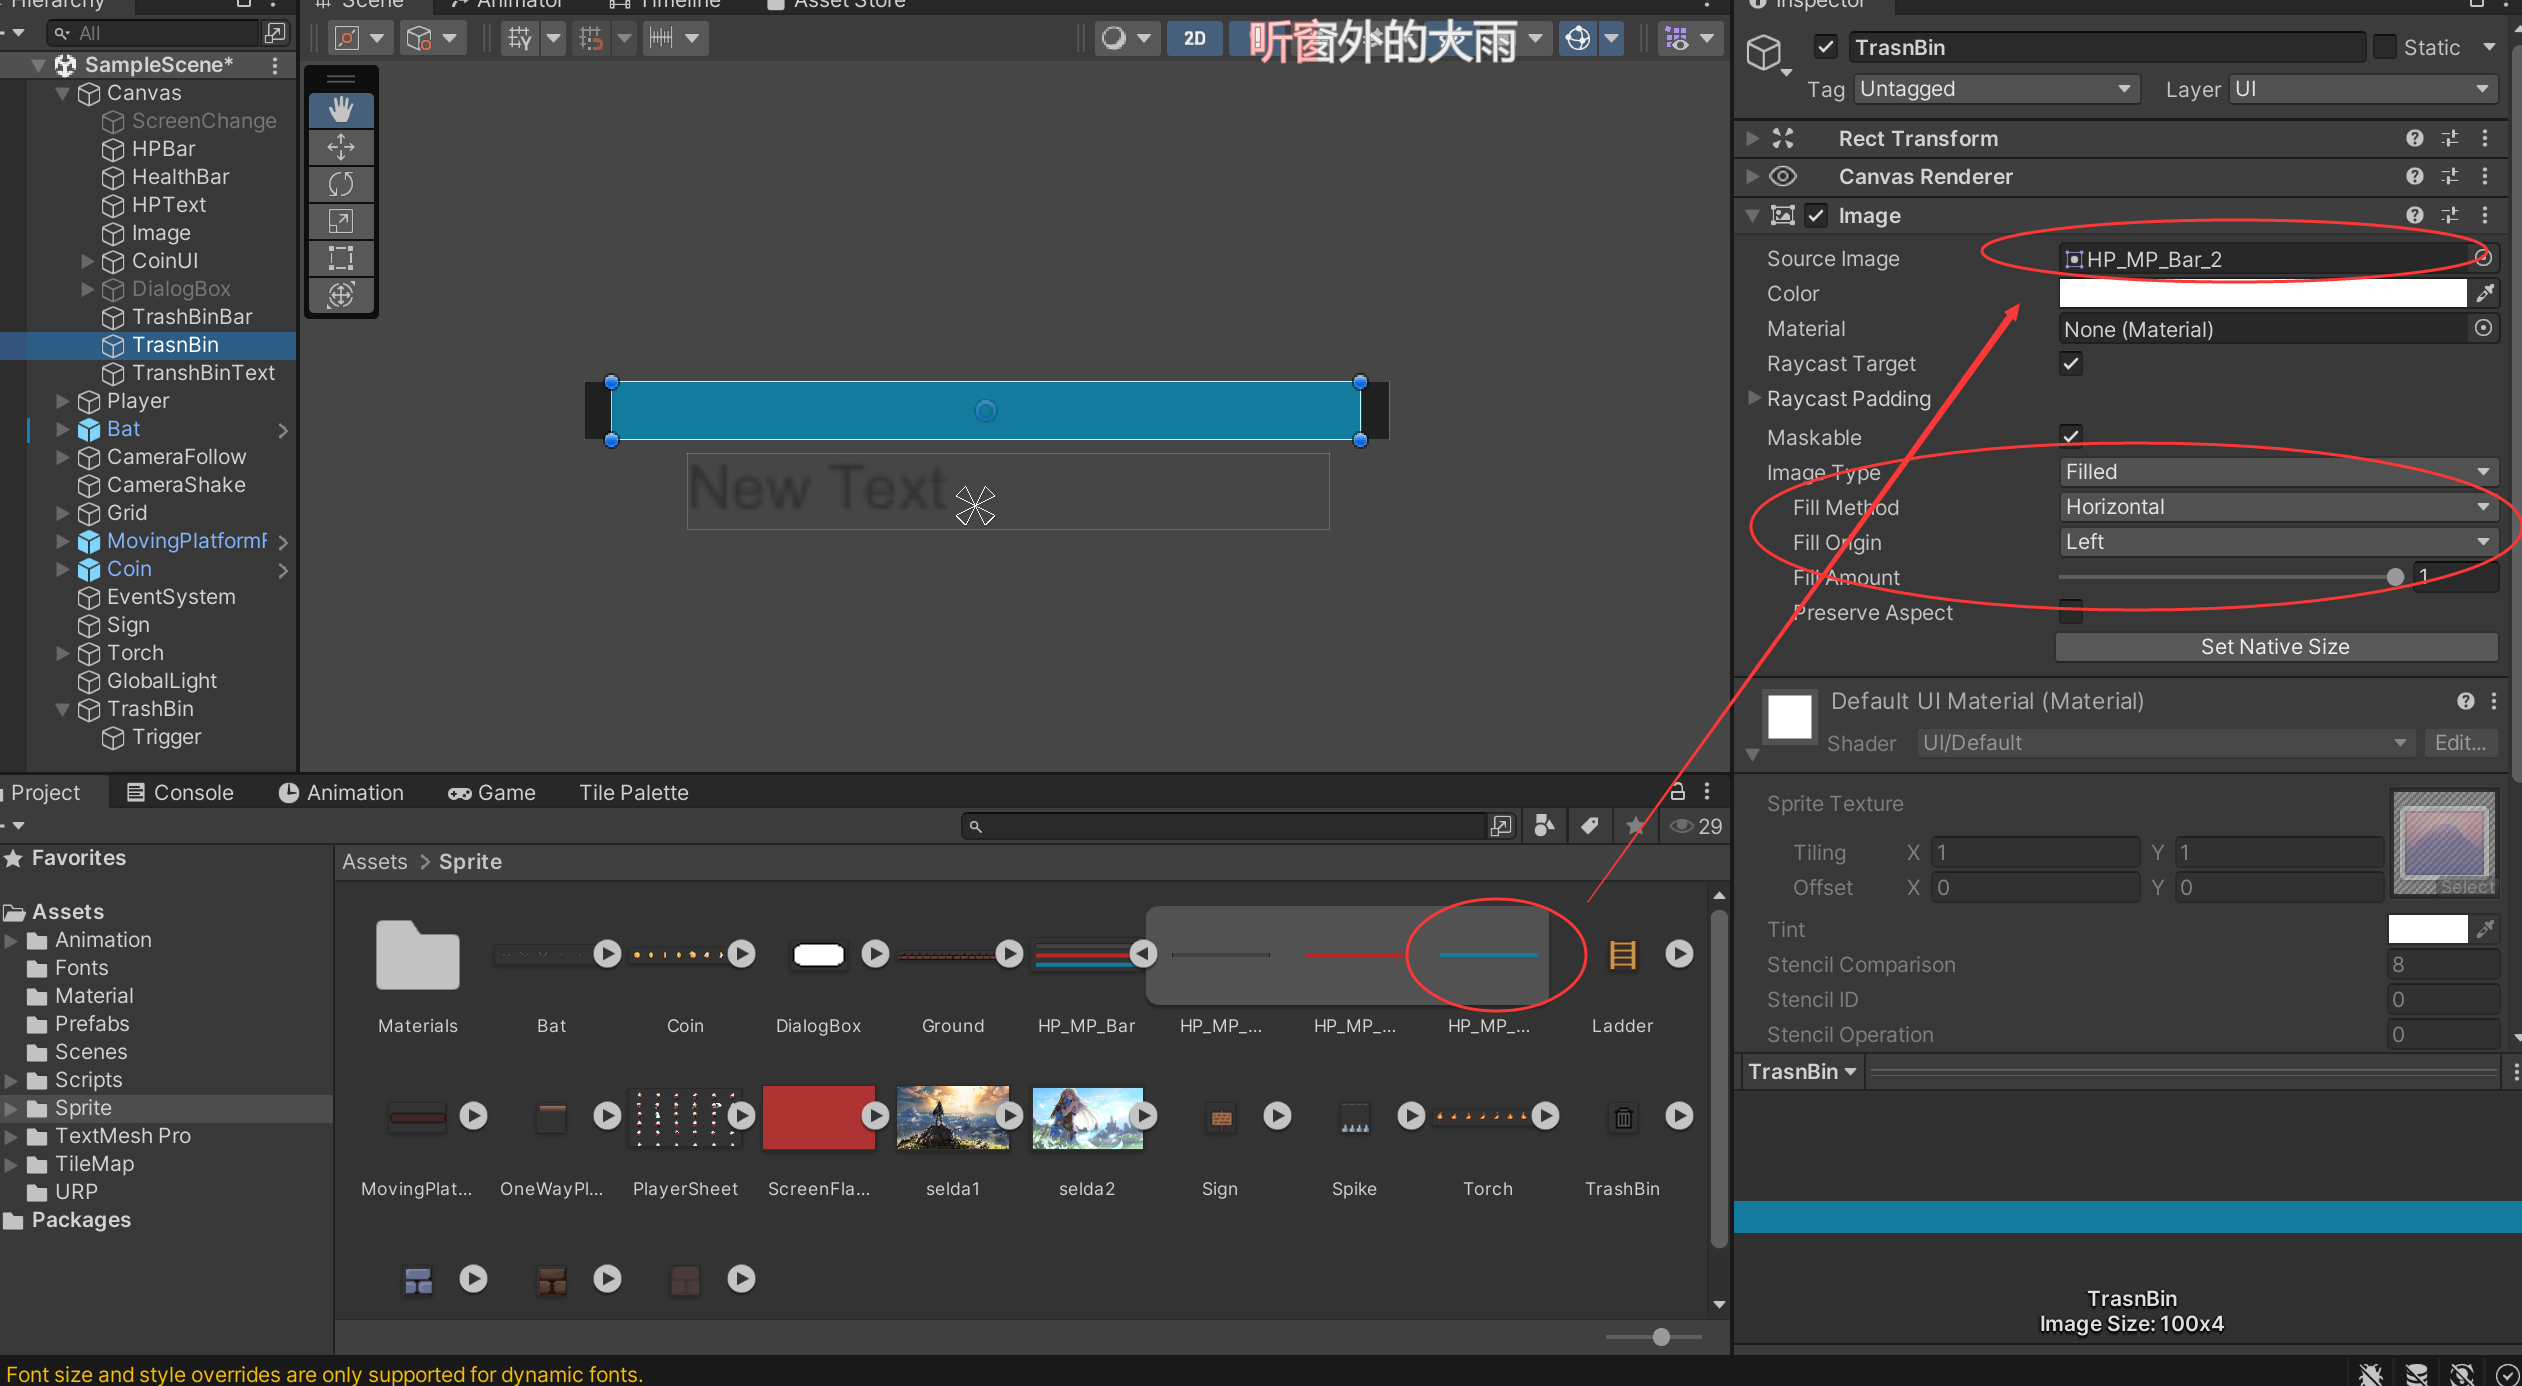 Hierarchy
All
SampleScene*
Canvas
ScreenChange
HPBar
HealthBar
HPText
Image
CoinUI
DialogBox
TrashBinBar
TrasnBin
TranshBinText
Player
Bat
CameraFollow
CameraShake
Grid
MovingPlatformF
Coin
EventSystem
Sign
Torch
GlobalLight
TrashBin
Trigger
Scene
Animator
Timeline
Asset Store
2D
听窗外的大雨
New Text
Inspector
TrasnBin
Static
Tag
Untagged
Layer
UI
Rect Transform
Canvas Renderer
Image
Source Image
HP_MP_Bar_2
Color
Material
None (Material)
Raycast Target
Raycast Padding
Maskable
Image Type
Filled
Fill Method
Horizontal
Fill Origin
Left
Fill Amount
1
Preserve Aspect
Set Native Size
Default UI Material (Material)
Shader
UI/Default
Edit...
Sprite Texture
Tiling X 1 Y 1
Offset X 0 Y 0
Select
Tint
Stencil Comparison 8
Stencil ID 0
Stencil Operation 0
TrasnBin
TrasnBin
Image Size: 100x4
Project
Console
Animation
Game
Tile Palette
29
Favorites
Assets
Animation
Fonts
Material
Prefabs
Scenes
Scripts
Sprite
TextMesh Pro
TileMap
URP
Packages
Assets > Sprite
Materials
Bat
Coin
DialogBox
Ground
HP_MP_Bar
HP_MP_...
HP_MP_...
HP_MP_...
Ladder
MovingPlat...
OneWayPl...
PlayerSheet
ScreenFla...
selda1
selda2
Sign
Spike
Torch
TrashBin
Font size and style overrides are only supported for dynamic fonts.